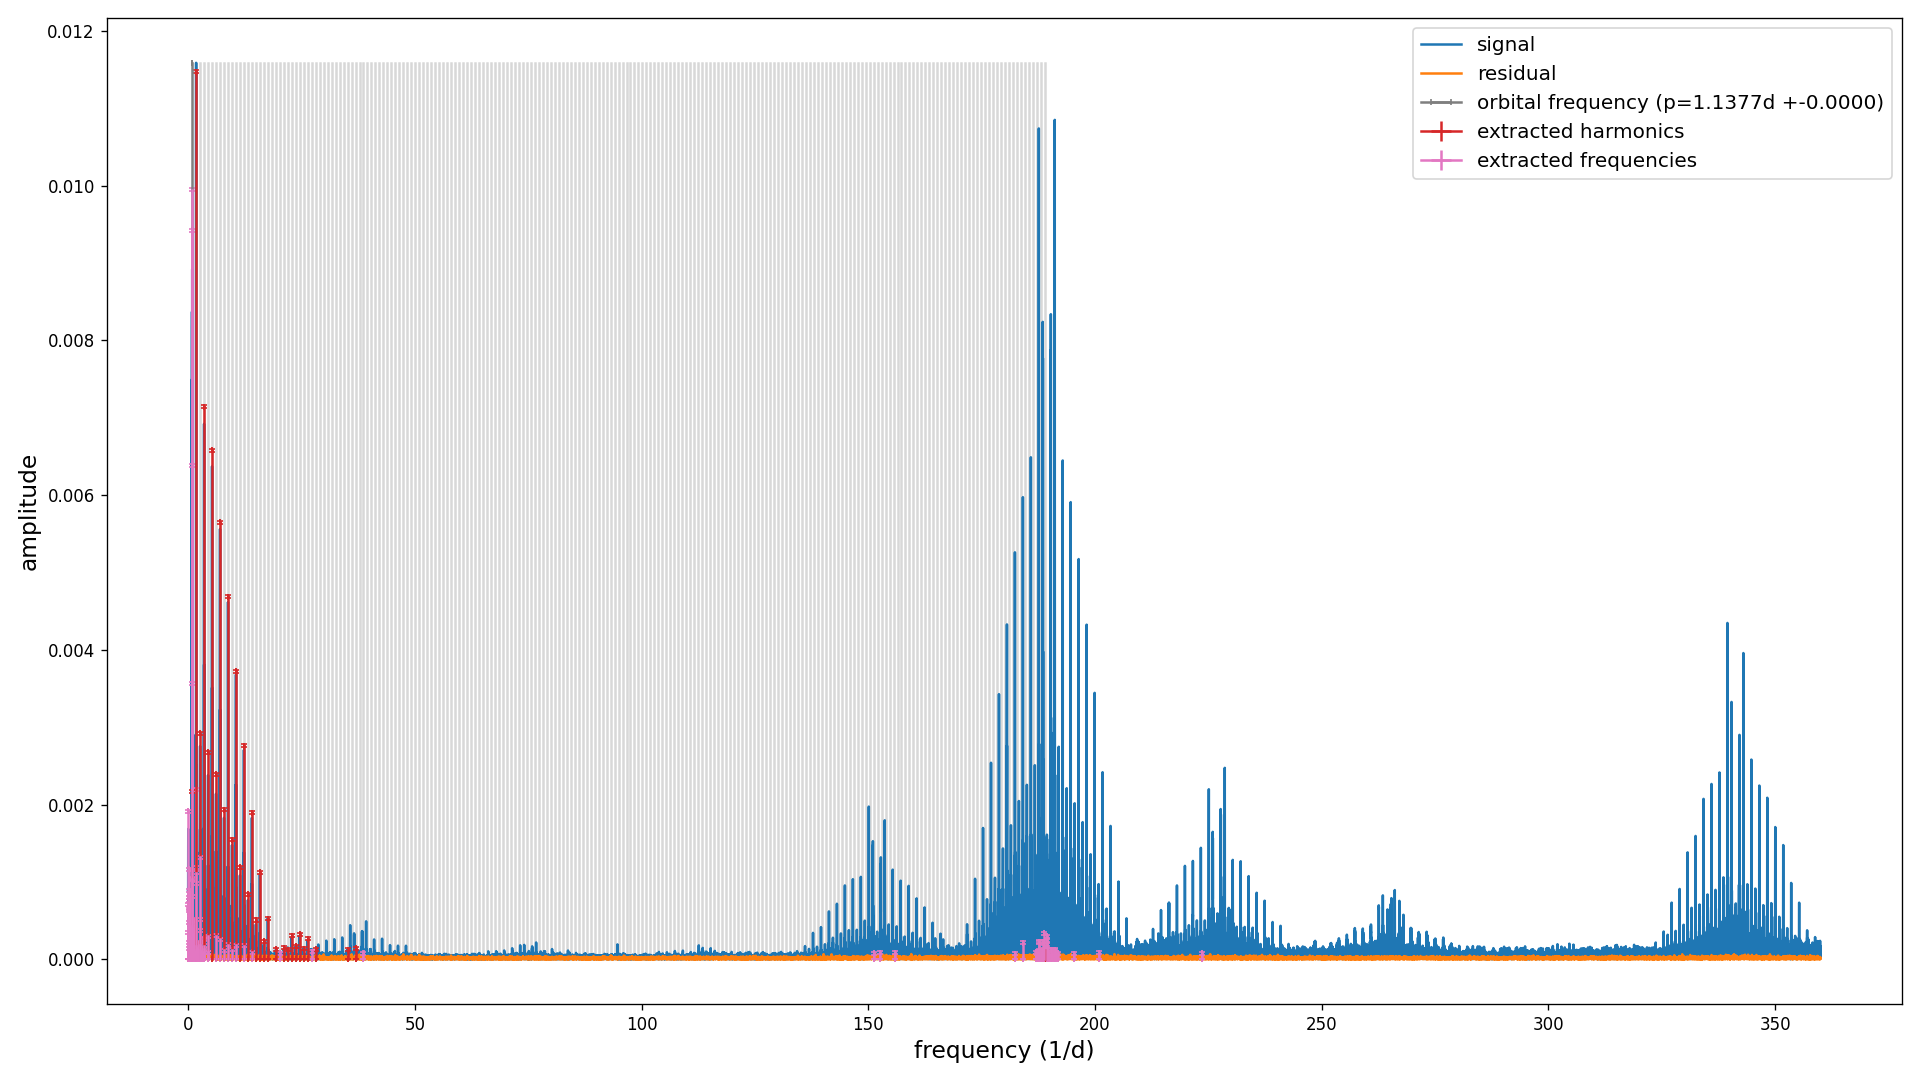 0.012
0.010
0.008
0.006
0.004
0.002
0.000
amplitude
0
50
100
150
200
250
300
350
frequency (1/d)
signal
residual
orbital frequency (p=1.1377d +-0.0000)
extracted harmonics
extracted frequencies